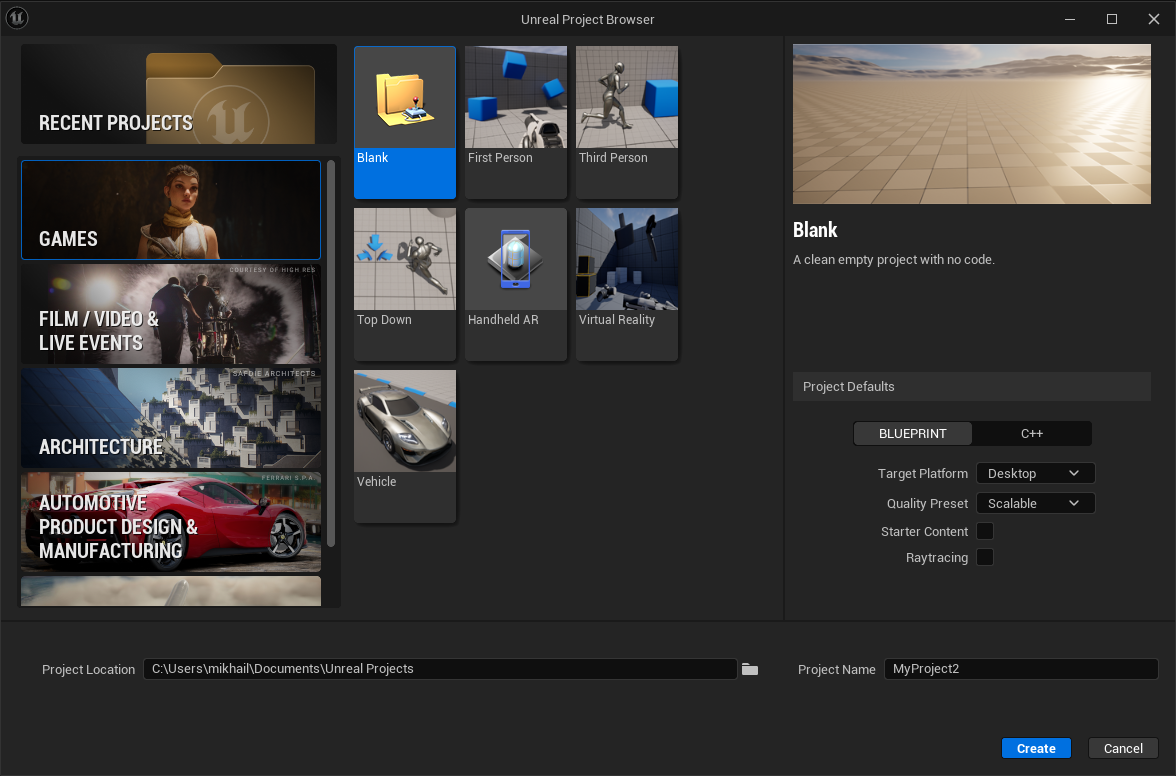 Unreal Project Browser
RECENT PROJECTS
GAMES
COURTESY OF HIGH RES
FILM / VIDEO &
LIVE EVENTS
SAFDIE ARCHITECTS
ARCHITECTURE
FERRARI S.P.A
AUTOMOTIVE
PRODUCT DESIGN &
MANUFACTURING
Blank
First Person
Third Person
Top Down
Handheld AR
Virtual Reality
Vehicle
Blank
A clean empty project with no code.
Project Defaults
BLUEPRINT
C++
Target Platform
Desktop
Quality Preset
Scalable
Starter Content
Raytracing
Project Location
C:\Users\mikhail\Documents\Unreal Projects
Project Name
MyProject2
Create
Cancel